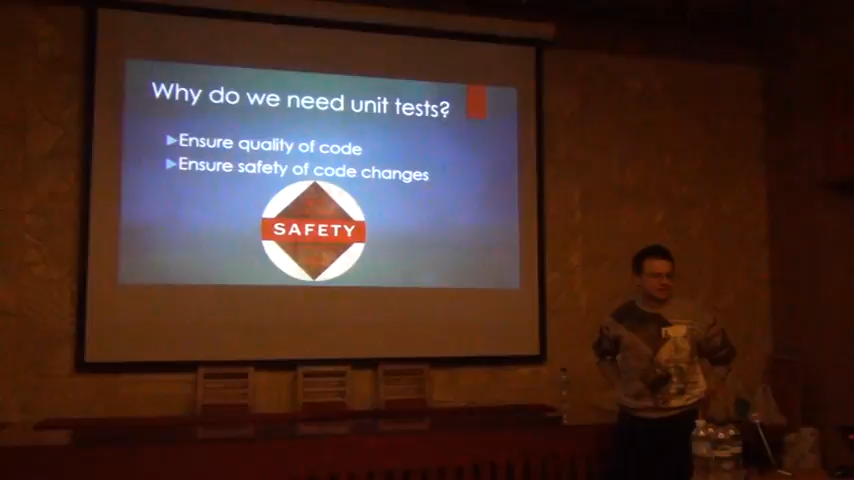 Why do we need unit tests?
Ensure quality of code
Ensure safety of code changes
SAFETY